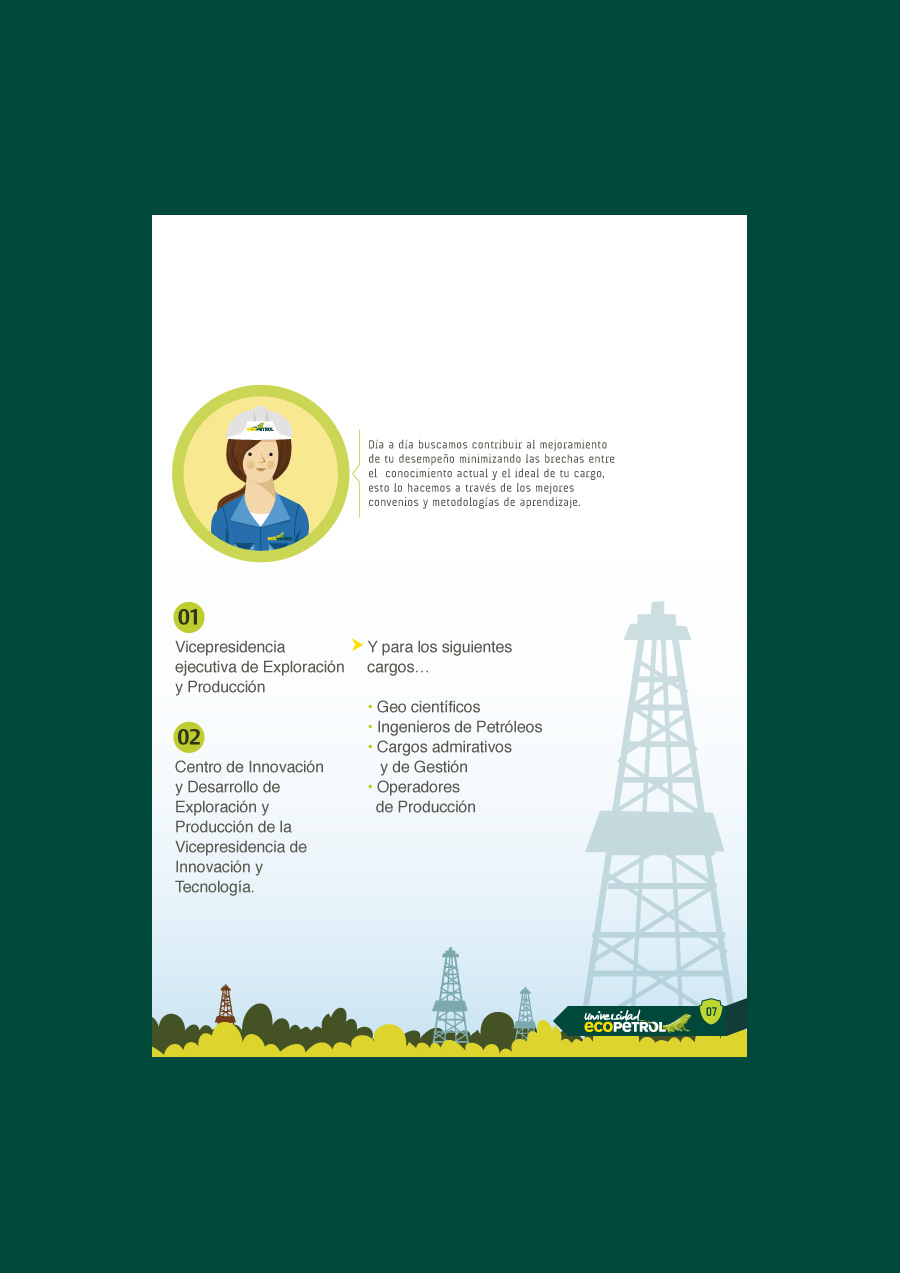 ecOPETROL
Día a día buscamos contribuir al mejoramiento
de tu desempeño minimizando las brechas entre
el conocimiento actual y el ideal de tu cargo,
esto lo hacemos a través de los mejores
convenios y metodologías de aprendizaje.
ecOPETROL
01
Vicepresidencia
ejecutiva de Exploración
y Producción
02
Centro de Innovación
y Desarrollo de
Exploración y
Producción de la
Vicepresidencia de
Innovación y
Tecnología.
Y para los siguientes
cargos…
• Geo científicos
• Ingenieros de Petróleos
• Cargos admirativos
y de Gestión
• Operadores
de Producción
universidad
ecOPETROL
07